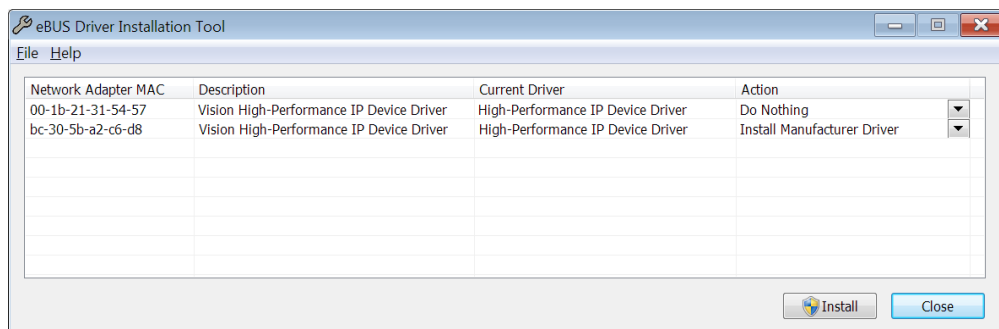 eBUS Driver Installation Tool
File Help
Network Adapter MAC Description Current Driver Action
00-1b-21-31-54-57 Vision High-Performance IP Device Driver High-Performance IP Device Driver Do Nothing
bc-30-5b-a2-c6-d8 Vision High-Performance IP Device Driver High-Performance IP Device Driver Install Manufacturer Driver
Install Close